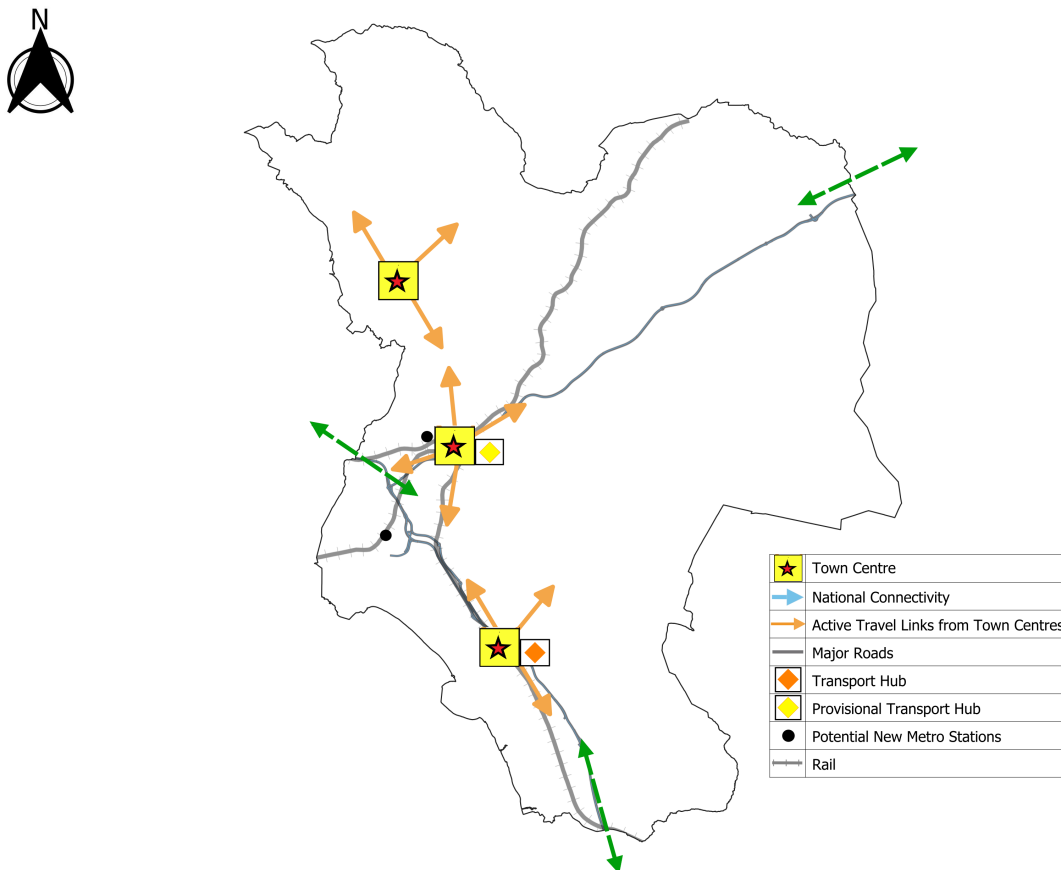 N
Town Centre
National Connectivity
Active Travel Links from Town Centres
Major Roads
Transport Hub
Provisional Transport Hub
Potential New Metro Stations
Rail